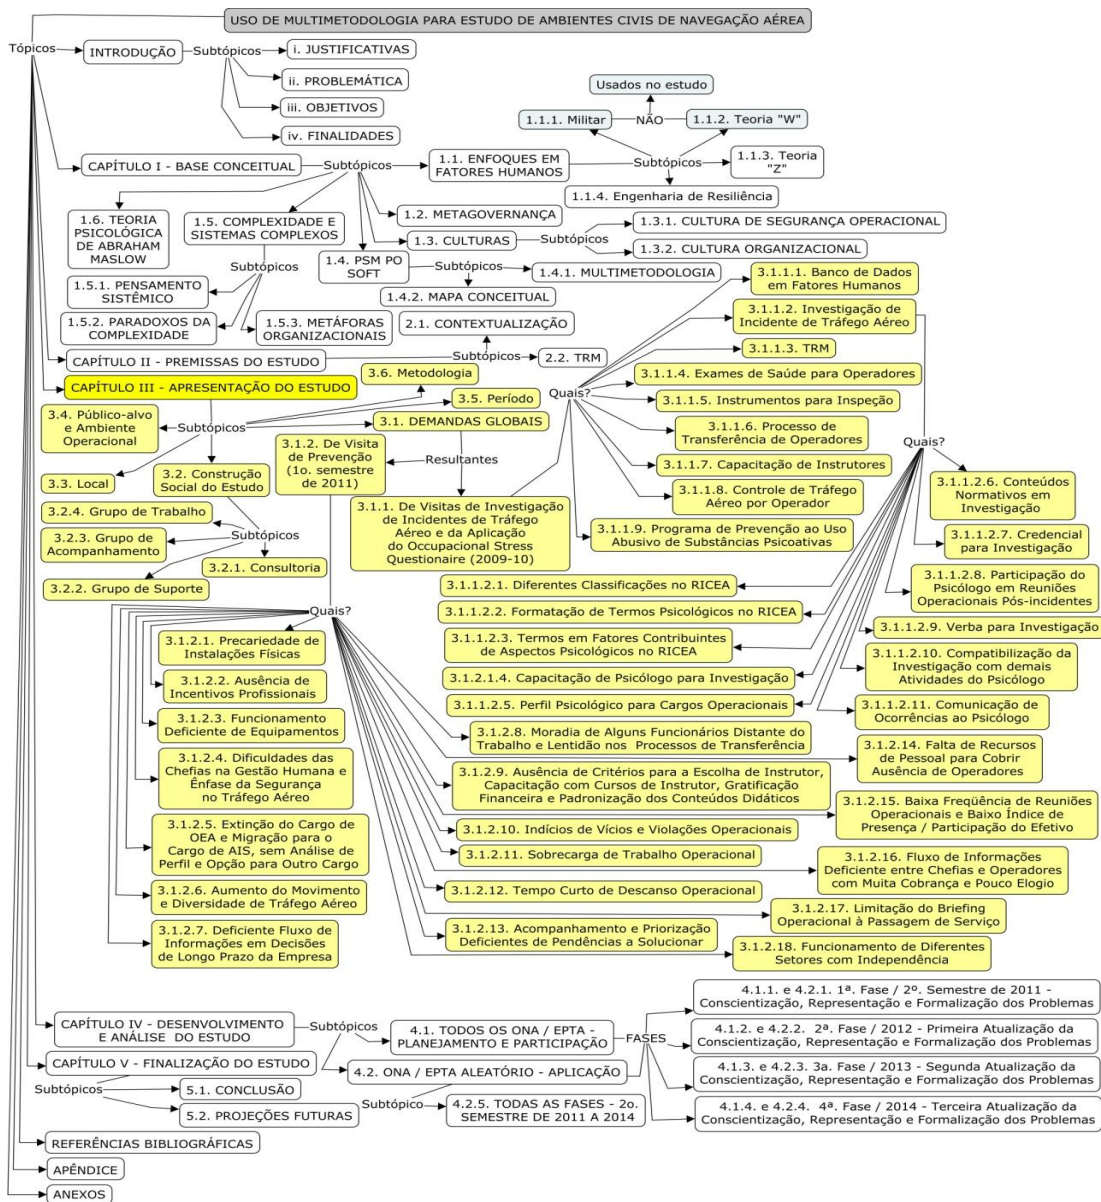 USO DE MULTIMETODOLOGIA PARA ESTUDO DE AMBIENTES CIVIS DE NAVEGAÇÃO AÉREA
Tópicos
INTRODUÇÃO
Subtópicos
i. JUSTIFICATIVAS
ii. PROBLEMÁTICA
iii. OBJETIVOS
iv. FINALIDADES
Usados no estudo
1.1.1. Militar
NÃO
1.1.2. Teoria "W"
CAPÍTULO I - BASE CONCEITUAL
Subtópicos
1.1. ENFOQUES EM
FATORES HUMANOS
Subtópicos
1.1.3. Teoria
"Z"
1.1.4. Engenharia de Resiliência
1.6. TEORIA
PSICOLÓGICA
DE ABRAHAM
MASLOW
1.5. COMPLEXIDADE E
SISTEMAS COMPLEXOS
1.2. METAGOVERNANÇA
1.3. CULTURAS
Subtópicos
1.3.1. CULTURA DE SEGURANÇA OPERACIONAL
1.3.2. CULTURA ORGANIZACIONAL
1.4. PSM PO
SOFT
Subtópicos
1.4.1. MULTIMETODOLOGIA
1.4.2. MAPA CONCEITUAL
Subtópicos
1.5.1. PENSAMENTO
SISTÊMICO
1.5.2. PARADOXOS DA
COMPLEXIDADE
1.5.3. METÁFORAS
ORGANIZACIONAIS
2.1. CONTEXTUALIZAÇÃO
CAPÍTULO II - PREMISSAS DO ESTUDO
Subtópicos
2.2. TRM
CAPÍTULO III - APRESENTAÇÃO DO ESTUDO
3.6. Metodologia
3.5. Período
3.4. Público-alvo
e Ambiente
Operacional
Subtópicos
3.1. DEMANDAS GLOBAIS
3.3. Local
3.2. Construção
Social do Estudo
3.1.2. De Visita
de Prevenção
(1o. semestre
de 2011)
Resultantes
3.1.1. De Visitas de Investigação
de Incidentes de Tráfego
Aéreo e da Aplicação
do Occupacional Stress
Questionaire (2009-10)
3.2.4. Grupo de Trabalho
3.2.3. Grupo de
Acompanhamento
Subtópicos
3.2.1. Consultoria
3.2.2. Grupo de Suporte
Quais?
3.1.1.1. Banco de Dados
em Fatores Humanos
3.1.1.2. Investigação de
Incidente de Tráfego Aéreo
3.1.1.3. TRM
3.1.1.4. Exames de Saúde para Operadores
3.1.1.5. Instrumentos para Inspeção
3.1.1.6. Processo de
Transferência de Operadores
3.1.1.7. Capacitação de Instrutores
3.1.1.8. Controle de Tráfego
Aéreo por Operador
3.1.1.9. Programa de Prevenção ao Uso
Abusivo de Substâncias Psicoativas
Quais?
3.1.1.2.1. Diferentes Classificações no RICEA
3.1.1.2.2. Formatação de Termos Psicológicos no RICEA
3.1.1.2.3. Termos em Fatores Contribuintes
de Aspectos Psicológicos no RICEA
3.1.2.1.4. Capacitação de Psicólogo para Investigação
3.1.1.2.5. Perfil Psicológico para Cargos Operacionais
3.1.1.2.6. Conteúdos
Normativos em
Investigação
3.1.1.2.7. Credencial
para Investigação
3.1.1.2.8. Participação do
Psicólogo em Reuniões
Operacionais Pós-incidentes
3.1.1.2.9. Verba para Investigação
3.1.1.2.10. Compatibilização da
Investigação com demais
Atividades do Psicólogo
3.1.1.2.11. Comunicação de
Ocorrências ao Psicólogo
Quais?
3.1.2.1. Precariedade de
Instalações Físicas
3.1.2.2. Ausência de
Incentivos Profissionais
3.1.2.3. Funcionamento
Deficiente de Equipamentos
3.1.2.4. Dificuldades das
Chefias na Gestão Humana e
Ênfase da Segurança
no Tráfego Aéreo
3.1.2.5. Extinção do Cargo de
OEA e Migração para o
Cargo de AIS, sem Análise de
Perfil e Opção para Outro Cargo
3.1.2.6. Aumento do Movimento
e Diversidade de Tráfego Aéreo
3.1.2.7. Deficiente Fluxo de
Informações em Decisões
de Longo Prazo da Empresa
3.1.2.8. Moradia de Alguns Funcionários Distante do
Trabalho e Lentidão nos Processos de Transferência
3.1.2.9. Ausência de Critérios para a Escolha de Instrutor,
Capacitação com Cursos de Instrutor, Gratificação
Financeira e Padronização dos Conteúdos Didáticos
3.1.2.10. Indícios de Vícios e Violações Operacionais
3.1.2.11. Sobrecarga de Trabalho Operacional
3.1.2.12. Tempo Curto de Descanso Operacional
3.1.2.13. Acompanhamento e Priorização
Deficientes de Pendências a Solucionar
3.1.2.14. Falta de Recursos
de Pessoal para Cobrir
Ausência de Operadores
3.1.2.15. Baixa Freqüência de Reuniões
Operacionais e Baixo Índice de
Presença / Participação do Efetivo
3.1.2.16. Fluxo de Informações
Deficiente entre Chefias e Operadores
com Muita Cobrança e Pouco Elogio
3.1.2.17. Limitação do Briefing
Operacional à Passagem de Serviço
3.1.2.18. Funcionamento de Diferentes
Setores com Independência
CAPÍTULO IV - DESENVOLVIMENTO
E ANÁLISE DO ESTUDO
Subtópicos
4.1. TODOS OS ONA / EPTA -
PLANEJAMENTO E PARTICIPAÇÃO
4.2. ONA / EPTA ALEATÓRIO - APLICAÇÃO
FASES
4.1.1. e 4.2.1. 1ª. Fase / 2º. Semestre de 2011 -
Conscientização, Representação e Formalização dos Problemas
4.1.2. e 4.2.2. 2ª. Fase / 2012 - Primeira Atualização da
Conscientização, Representação e Formalização dos Problemas
4.1.3. e 4.2.3. 3a. Fase / 2013 - Segunda Atualização da
Conscientização, Representação e Formalização dos Problemas
4.1.4. e 4.2.4. 4ª. Fase / 2014 - Terceira Atualização da
Conscientização, Representação e Formalização dos Problemas
Subtópico
4.2.5. TODAS AS FASES - 2o.
SEMESTRE DE 2011 A 2014
CAPÍTULO V - FINALIZAÇÃO DO ESTUDO
Subtópicos
5.1. CONCLUSÃO
5.2. PROJEÇÕES FUTURAS
REFERÊNCIAS BIBLIOGRÁFICAS
APÊNDICE
ANEXOS